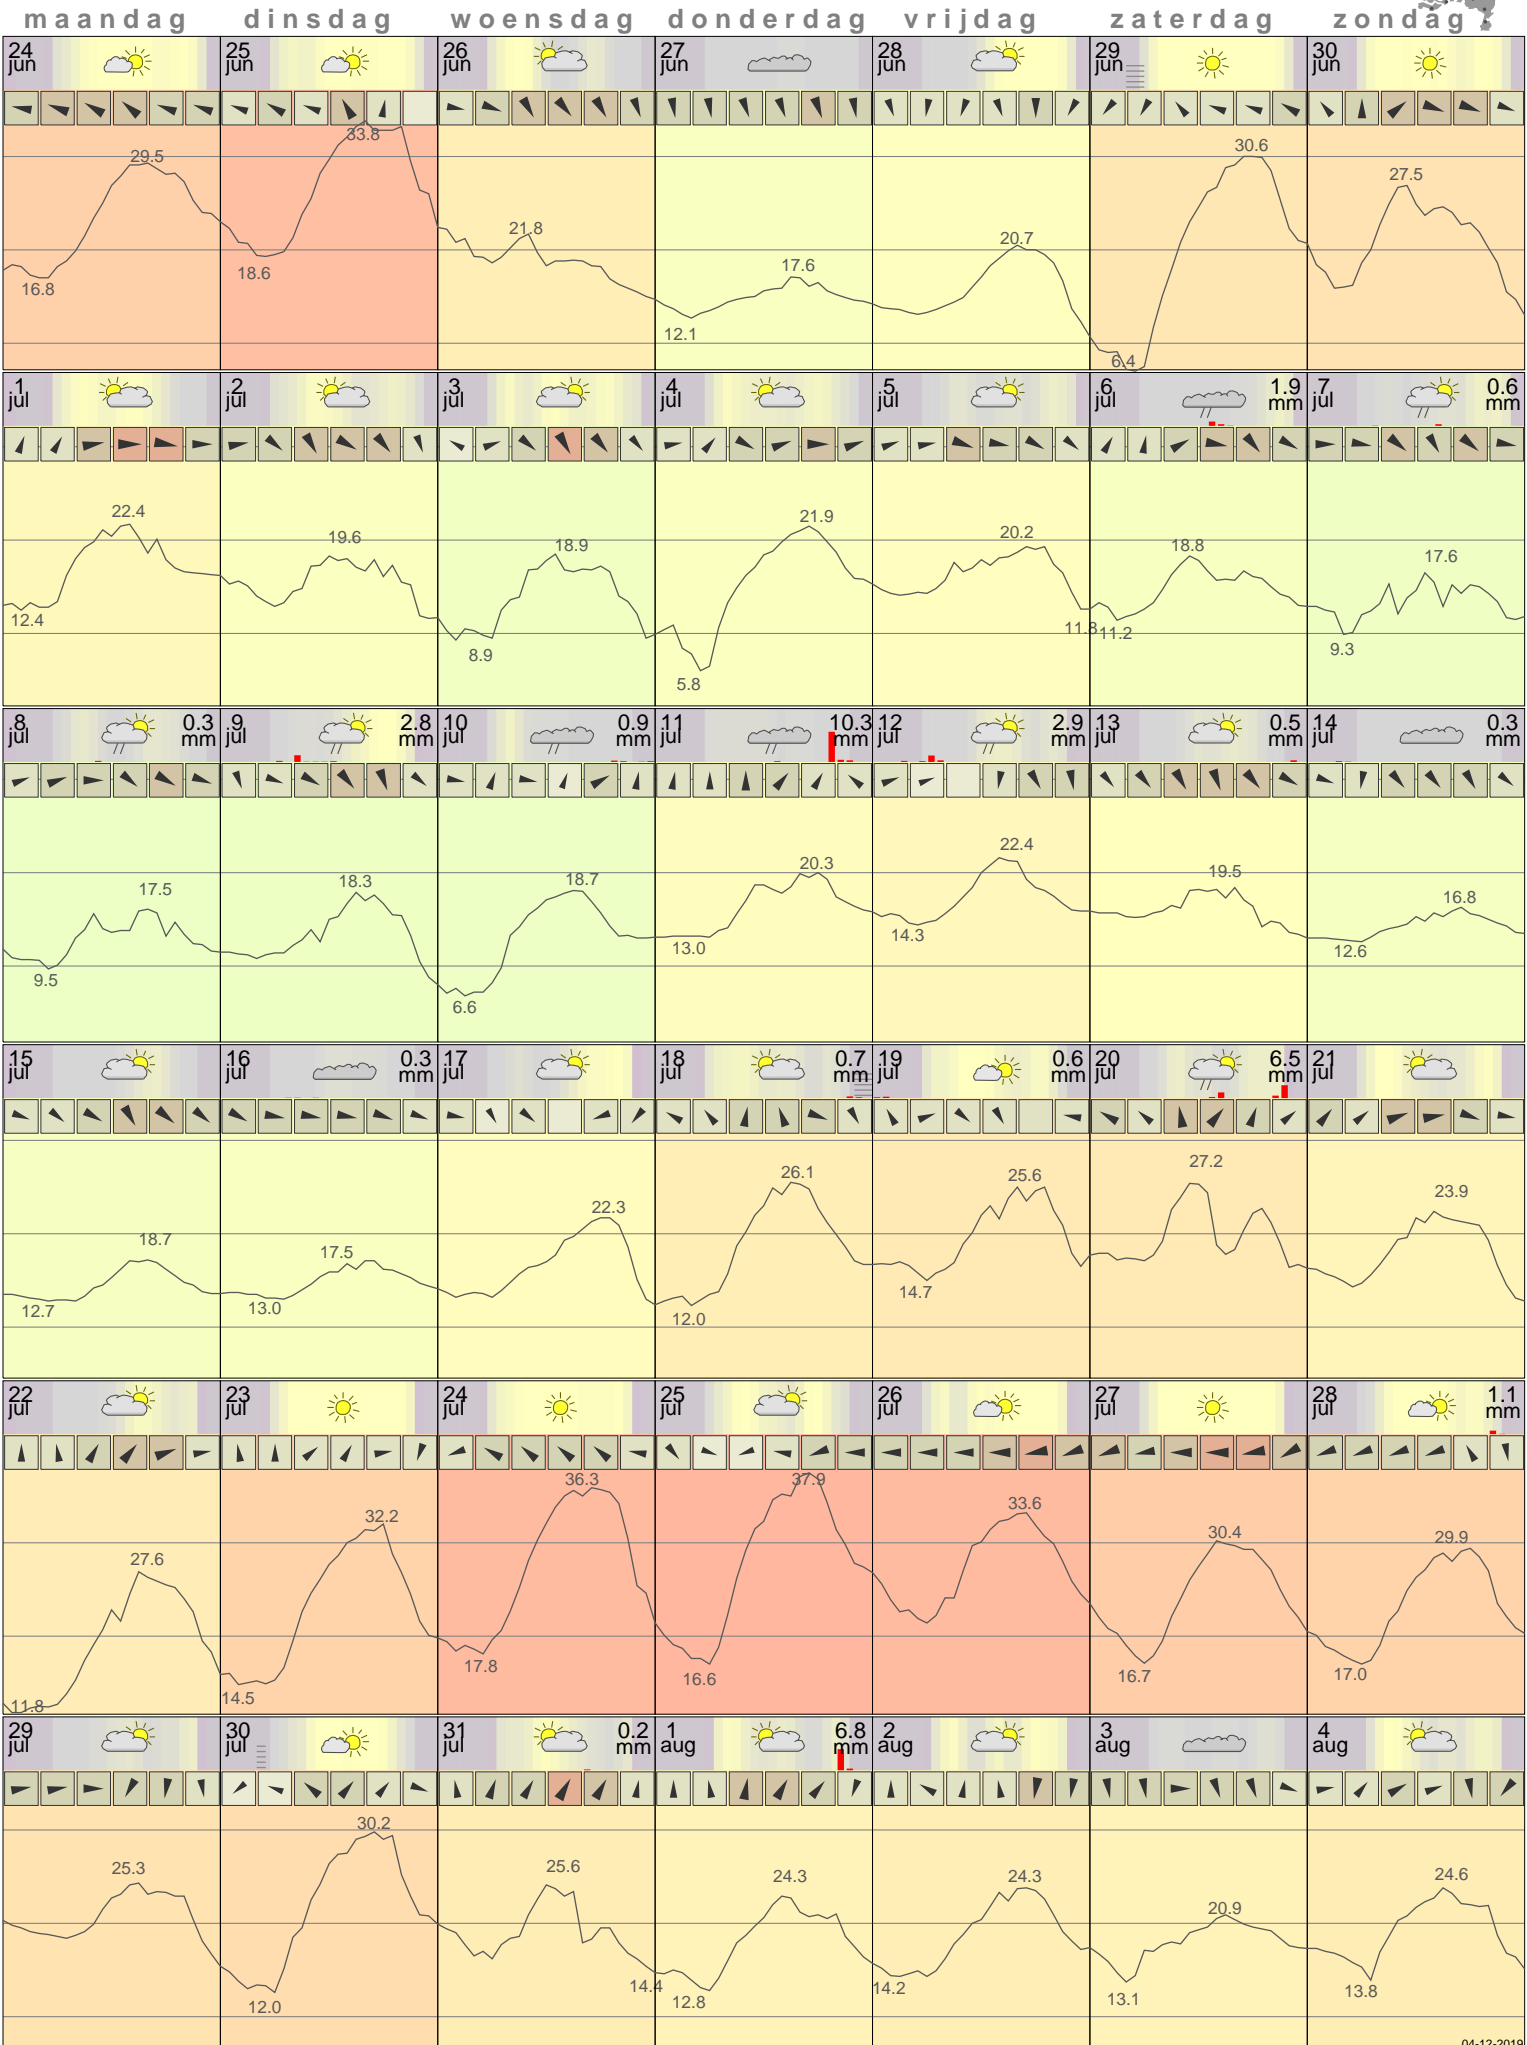 maandag dinsdag woensdag donderdag vrijdag zaterdag zondag
24 jun 25 jun 26 jun 27 jun 28 jun 29 jun 30 jun
29.5 16.8 33.8 18.6 21.8 17.6 12.1 20.7 30.6 6.4 27.5
1 jul 2 jul 3 jul 4 jul 5 jul 6 jul 1.9 mm 7 jul 0.6 mm
22.4 12.4 19.6 18.9 8.9 21.9 5.8 20.2 11.8 18.8 11.2 17.6 9.3
8 jul 0.3 mm 9 jul 2.8 mm 10 jul 0.9 mm 11 jul 10.3 mm 12 jul 2.9 mm 13 jul 0.5 mm 14 jul 0.3 mm
17.5 9.5 18.3 18.7 6.6 20.3 13.0 22.4 14.3 19.5 16.8 12.6
15 jul 16 jul 0.3 mm 17 jul 18 jul 0.7 mm 19 jul 0.6 mm 20 jul 6.5 mm 21 jul
18.7 12.7 17.5 13.0 22.3 26.1 12.0 25.6 14.7 27.2 23.9
22 jul 23 jul 24 jul 25 jul 26 jul 27 jul 28 jul 1.1 mm
27.6 11.8 32.2 14.5 36.3 17.8 37.9 16.6 33.6 30.4 16.7 29.9 17.0
29 jul 30 jul 31 jul 0.2 mm 1 aug 6.8 mm 2 aug 3 aug 4 aug
25.3 30.2 12.0 25.6 14.4 24.3 12.8 24.3 14.2 20.9 13.1 24.6 13.8
04-12-2019